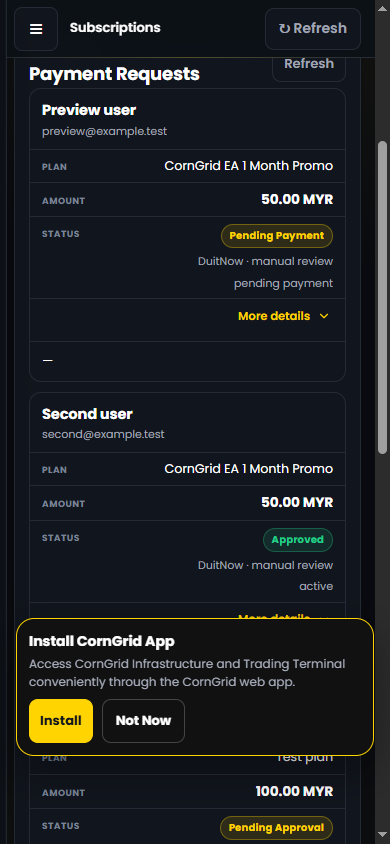 Subscriptions
↻ Refresh
Payment Requests
Refresh
Preview user
preview@example.test
PLAN
CornGrid EA 1 Month Promo
AMOUNT
50.00 MYR
STATUS
Pending Payment
DuitNow · manual review
pending payment
More details
—
Second user
second@example.test
PLAN
CornGrid EA 1 Month Promo
AMOUNT
50.00 MYR
STATUS
Approved
DuitNow · manual review
active
More details
Install CornGrid App
Access CornGrid Infrastructure and Trading Terminal
conveniently through the CornGrid web app.
Install
Not Now
PLAN
Test plan
AMOUNT
100.00 MYR
STATUS
Pending Approval